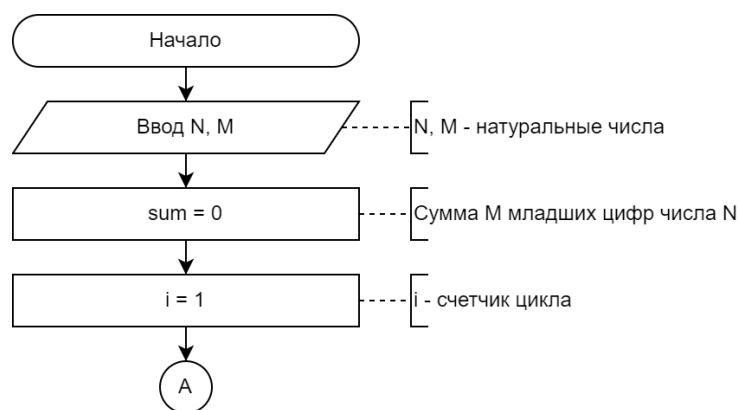 Начало
Ввод N, M
N, M - натуральные числа
sum = 0
Сумма M младших цифр числа N
i = 1
i - счетчик цикла
A